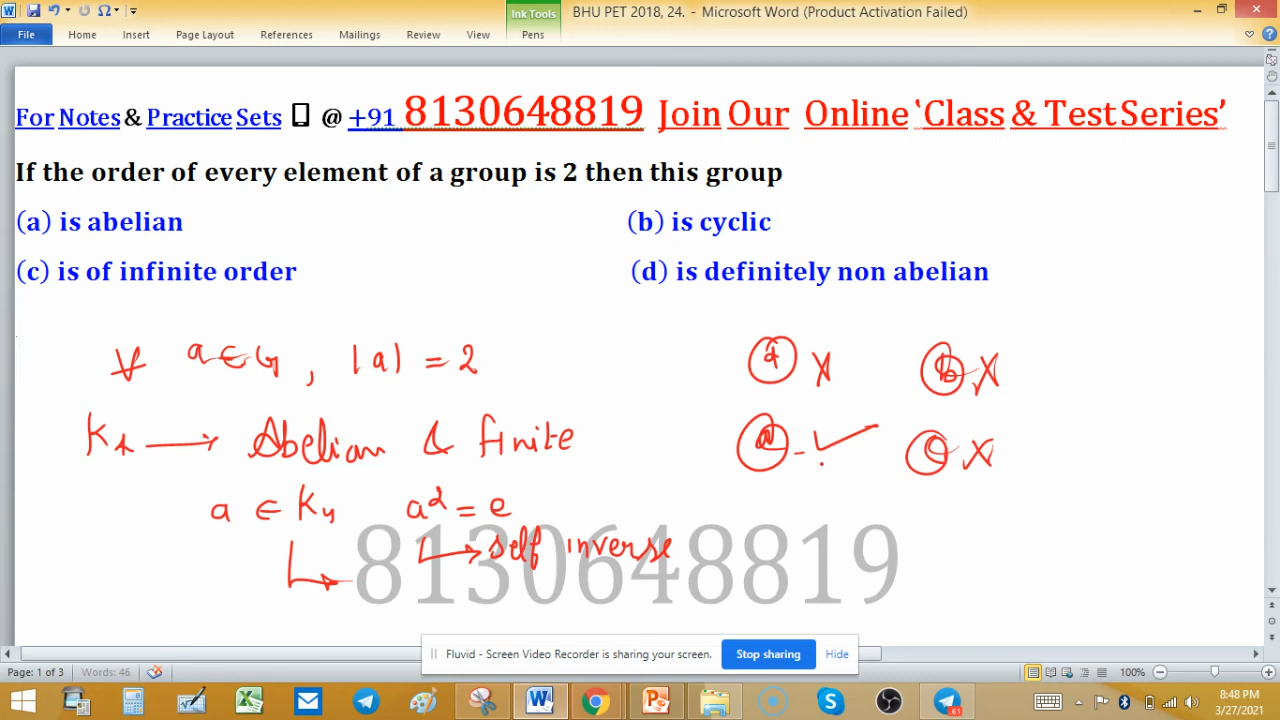 BHU PET 2018, 24. - Microsoft Word (Product Activation Failed)
Ink Tools
File Home Insert Page Layout References Mailings Review View Pens
For Notes & Practice Sets @ +91 8130648819 Join Our Online ‘Class & Test Series’
If the order of every element of a group is 2 then this group
(a) is abelian (b) is cyclic
(c) is of infinite order (d) is definitely non abelian
∀ a ∈ G, |a| = 2
d X b X
K4 → Abelian & finite
a - ✓ c X
a ∈ K4 a² = e
→ self inverse
8130648819
Fluvid - Screen Video Recorder is sharing your screen. Stop sharing Hide
Page: 1 of 3 Words: 46 100%
61
8:48 PM
3/27/2021